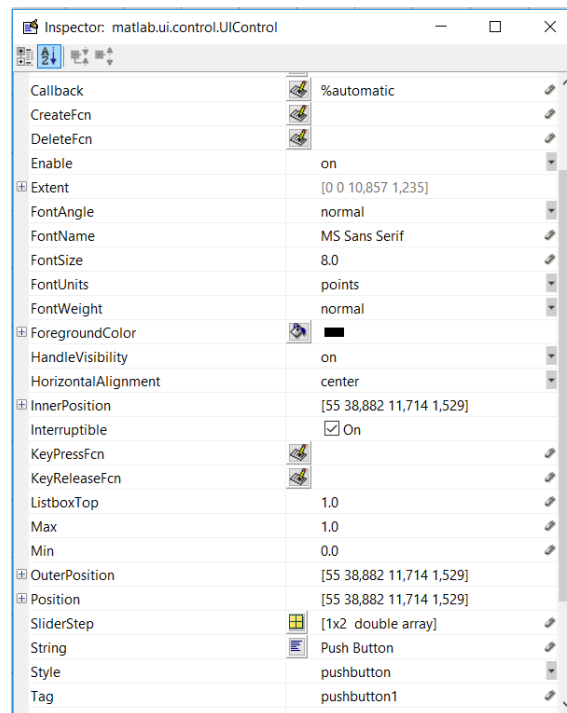 Inspector: matlab.ui.control.UIControl
Callback %automatic
CreateFcn
DeleteFcn
Enable on
Extent [0 0 10,857 1,235]
FontAngle normal
FontName MS Sans Serif
FontSize 8.0
FontUnits points
FontWeight normal
ForegroundColor
HandleVisibility on
HorizontalAlignment center
InnerPosition [55 38,882 11,714 1,529]
Interruptible On
KeyPressFcn
KeyReleaseFcn
ListboxTop 1.0
Max 1.0
Min 0.0
OuterPosition [55 38,882 11,714 1,529]
Position [55 38,882 11,714 1,529]
SliderStep [1x2 double array]
String Push Button
Style pushbutton
Tag pushbutton1